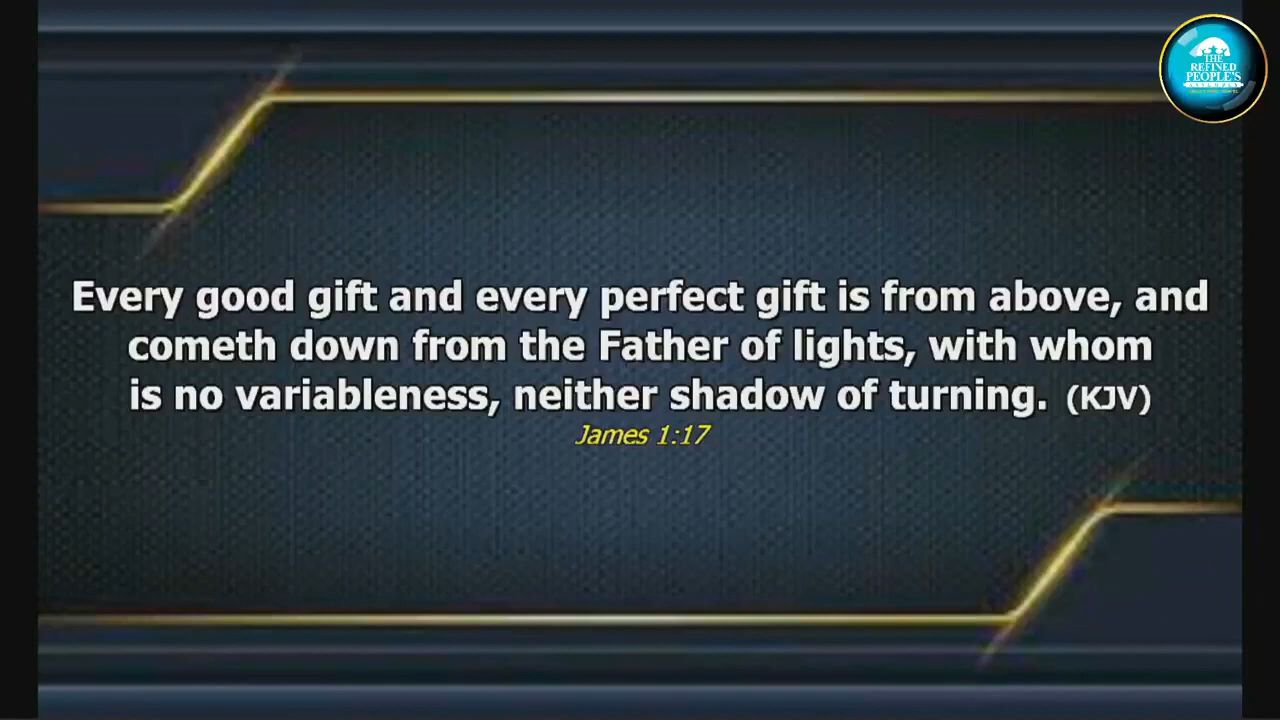 THE
REFINED
PEOPLE'S
Every good gift and every perfect gift is from above, and
cometh down from the Father of lights, with whom
is no variableness, neither shadow of turning. (KJV)
James 1:17